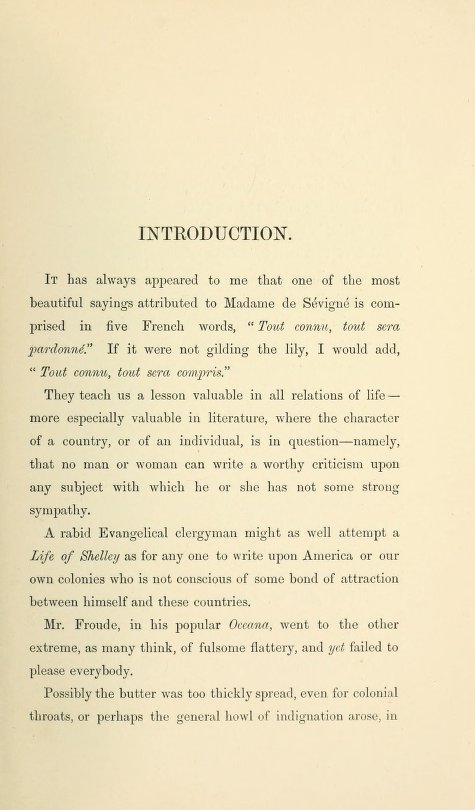 INTRODUCTION.
It has always appeared to me that one of the most
beautiful sayings attributed to Madame de Sévigné is com-
prised in five French words, "Tout connu, tout sera
pardonné." If it were not gilding the lily, I would add,
"Tout connu, tout sera compris."
They teach us a lesson valuable in all relations of life—
more especially valuable in literature, where the character
of a country, or of an individual, is in question—namely,
that no man or woman can write a worthy criticism upon
any subject with which he or she has not some strong
sympathy.
A rabid Evangelical clergyman might as well attempt a
Life of Shelley as for any one to write upon America or our
own colonies who is not conscious of some bond of attraction
between himself and these countries.
Mr. Froude, in his popular Oceana, went to the other
extreme, as many think, of fulsome flattery, and yet failed to
please everybody.
Possibly the butter was too thickly spread, even for colonial
throats, or perhaps the general howl of indignation arose, in